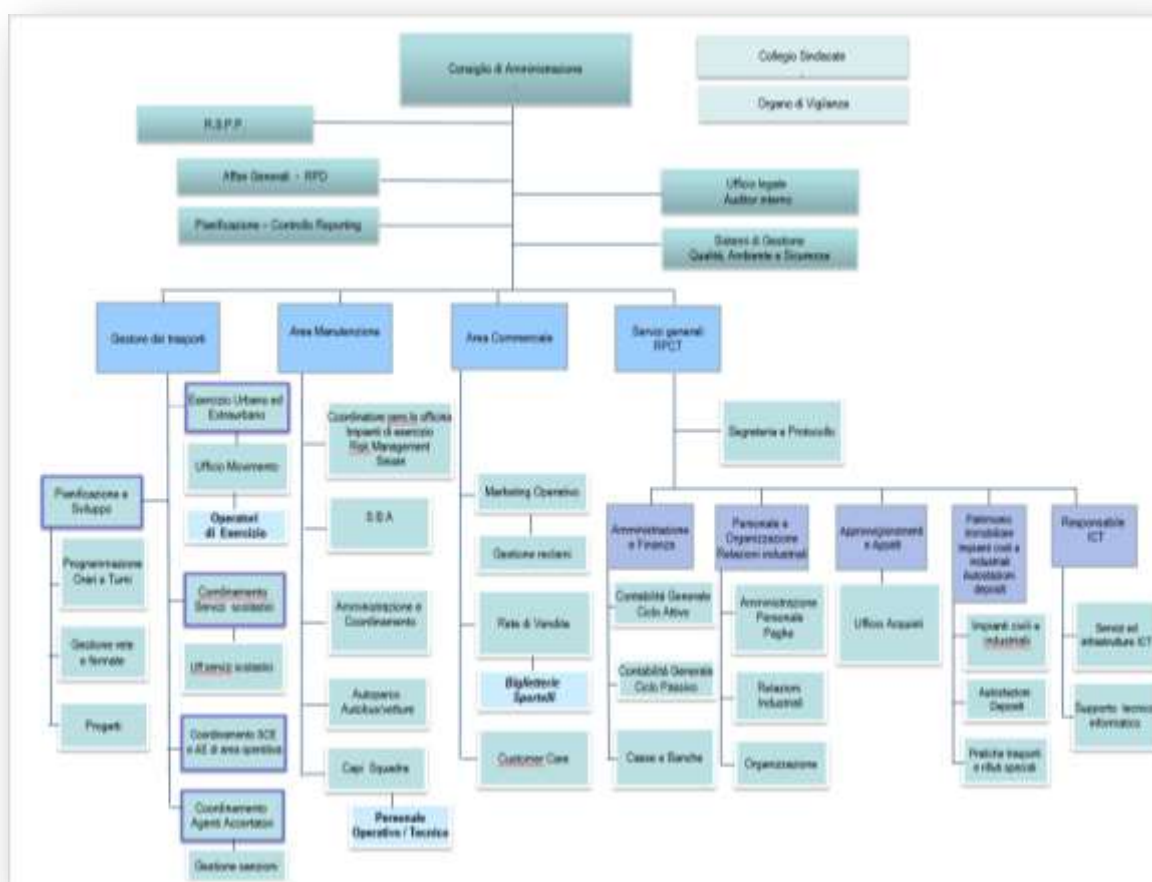 Consiglio di Amministrazione
Collegio Sindacale
Organo di Vigilanza
R.S.P.P.
Affari Generali - RPD
Ufficio legale
Auditor interno
Pianificazione – Controllo Reporting
Sistemi di Gestione
Qualità, Ambiente e Sicurezza
Gestore dei trasporti
Area Manutenzione
Area Commerciale
Servizi generali
RPCT
Esercizio Urbano ed
Extraurbano
Ufficio Movimento
Operatori
di Esercizio
Pianificazione e
Sviluppo
Programmazione
Orari e Turni
Gestione rete
e fermate
Progetti
Coordinamento
Servizi scolastici
Uff.servizi scolastici
Coordinamento SCE
e AE di area operativa
Coordinamento
Agenti Accertatori
Gestione sanzioni
Coordinatore serv.io officina
Impianti di esercizio
Risk Management
Sinistri
S.B.A
Amministrazione e
Coordinamento
Autoparco
Autobus/vetture
Capi Squadra
Personale
Operativo / Tecnico
Marketing Operativo
Gestione reclami
Rete di Vendita
Biglietterie
Sportelli
Customer Care
Segreteria e Protocollo
Amministrazione
e Finanza
Contabilità Generale
Ciclo Attivo
Contabilità Generale
Ciclo Passivo
Casse e Banche
Personale e
Organizzazione
Relazioni industriali
Amministrazione
Personale
Paghe
Relazioni
Industriali
Organizzazione
Approvvigionamenti
e Appalti
Ufficio Acquisti
Patrimonio
Immobiliare
Impianti civili e
industriali
Autostazioni
depositi
Impianti civili e
industriali
Autostazioni
Depositi
Pratiche trasporti
e rifiuti speciali
Responsabile
ICT
Servizi ed
infrastrutture ICT
Supporto tecnico
informatico